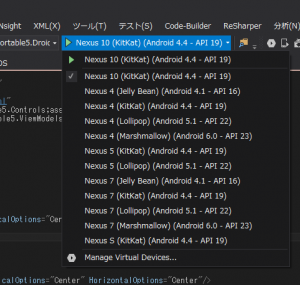 nsight XML(X) ツール(T) テスト(S) Code-Builder ReSharper 分析(N)
ortable5.Droid Nexus 10 (KitKat) (Android 4.4 - API 19)
Nexus 10 (KitKat) (Android 4.4 - API 19)
os
Nexus 10 (KitKat) (Android 4.4 - API 19)
Nexus 4 (Jelly Bean) (Android 4.1 - API 16)
Nexus 4 (KitKat) (Android 4.4 - API 19)
Nexus 4 (Lollipop) (Android 5.1 - API 22)
le5.Controls;ass
le5.ViewModels
Nexus 4 (Marshmallow) (Android 6.0 - API 23)
Nexus 5 (KitKat) (Android 4.4 - API 19)
Nexus 5 (Lollipop) (Android 5.1 - API 22)
Nexus 7 (Jelly Bean) (Android 4.1 - API 16)
Nexus 7 (KitKat) (Android 4.4 - API 19)
Nexus 7 (Lollipop) (Android 5.1 - API 22)
calOptions="Cen
Nexus 7 (Marshmallow) (Android 6.0 - API 23)
Nexus S (KitKat) (Android 4.4 - API 19)
Manage Virtual Devices...
calOptions="Center" HorizontalOptions="Center"/>